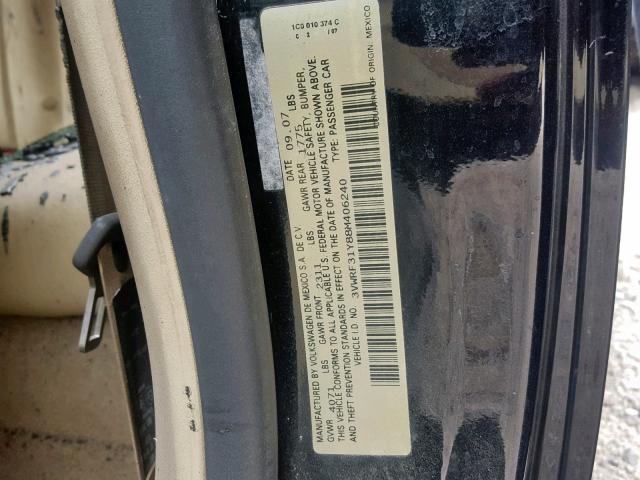 1C0 010 374 C
C 3 /07
MANUFACTURED BY VOLKSWAGEN DE MEXICO S.A. DE C.V. DATE 09.07
GVWR 4071 LBS GAWR FRONT 2311 LBS GAWR REAR 1775 LBS
THIS VEHICLE CONFORMS TO ALL APPLICABLE U.S. FEDERAL MOTOR VEHICLE SAFETY, BUMPER,
AND THEFT PREVENTION STANDARDS IN EFFECT ON THE DATE OF MANUFACTURE SHOWN ABOVE.
VEHICLE I.D. NO. 3VWRF31Y88M406240 TYPE: PASSENGER CAR
COUNTRY OF ORIGIN: MEXICO